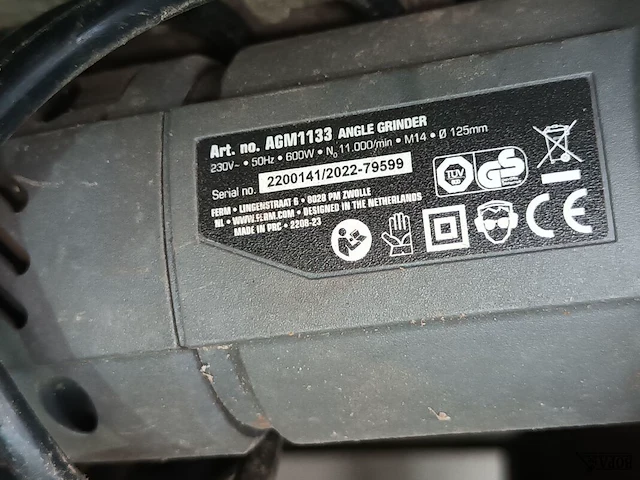 Art. no. AGM1133 ANGLE GRINDER
230V~ • 50Hz • 600W • N₀ 11.000/min • M14 • Ø 125mm
Serial no. 2200141/2022-79599
FERM • LINGENSTRAAT 6 • 8028 PM ZWOLLE
NL • WWW.FERM.COM • DESIGNED IN THE NETHERLANDS
MADE IN PRC • 2208-23
TÜV GS
CE